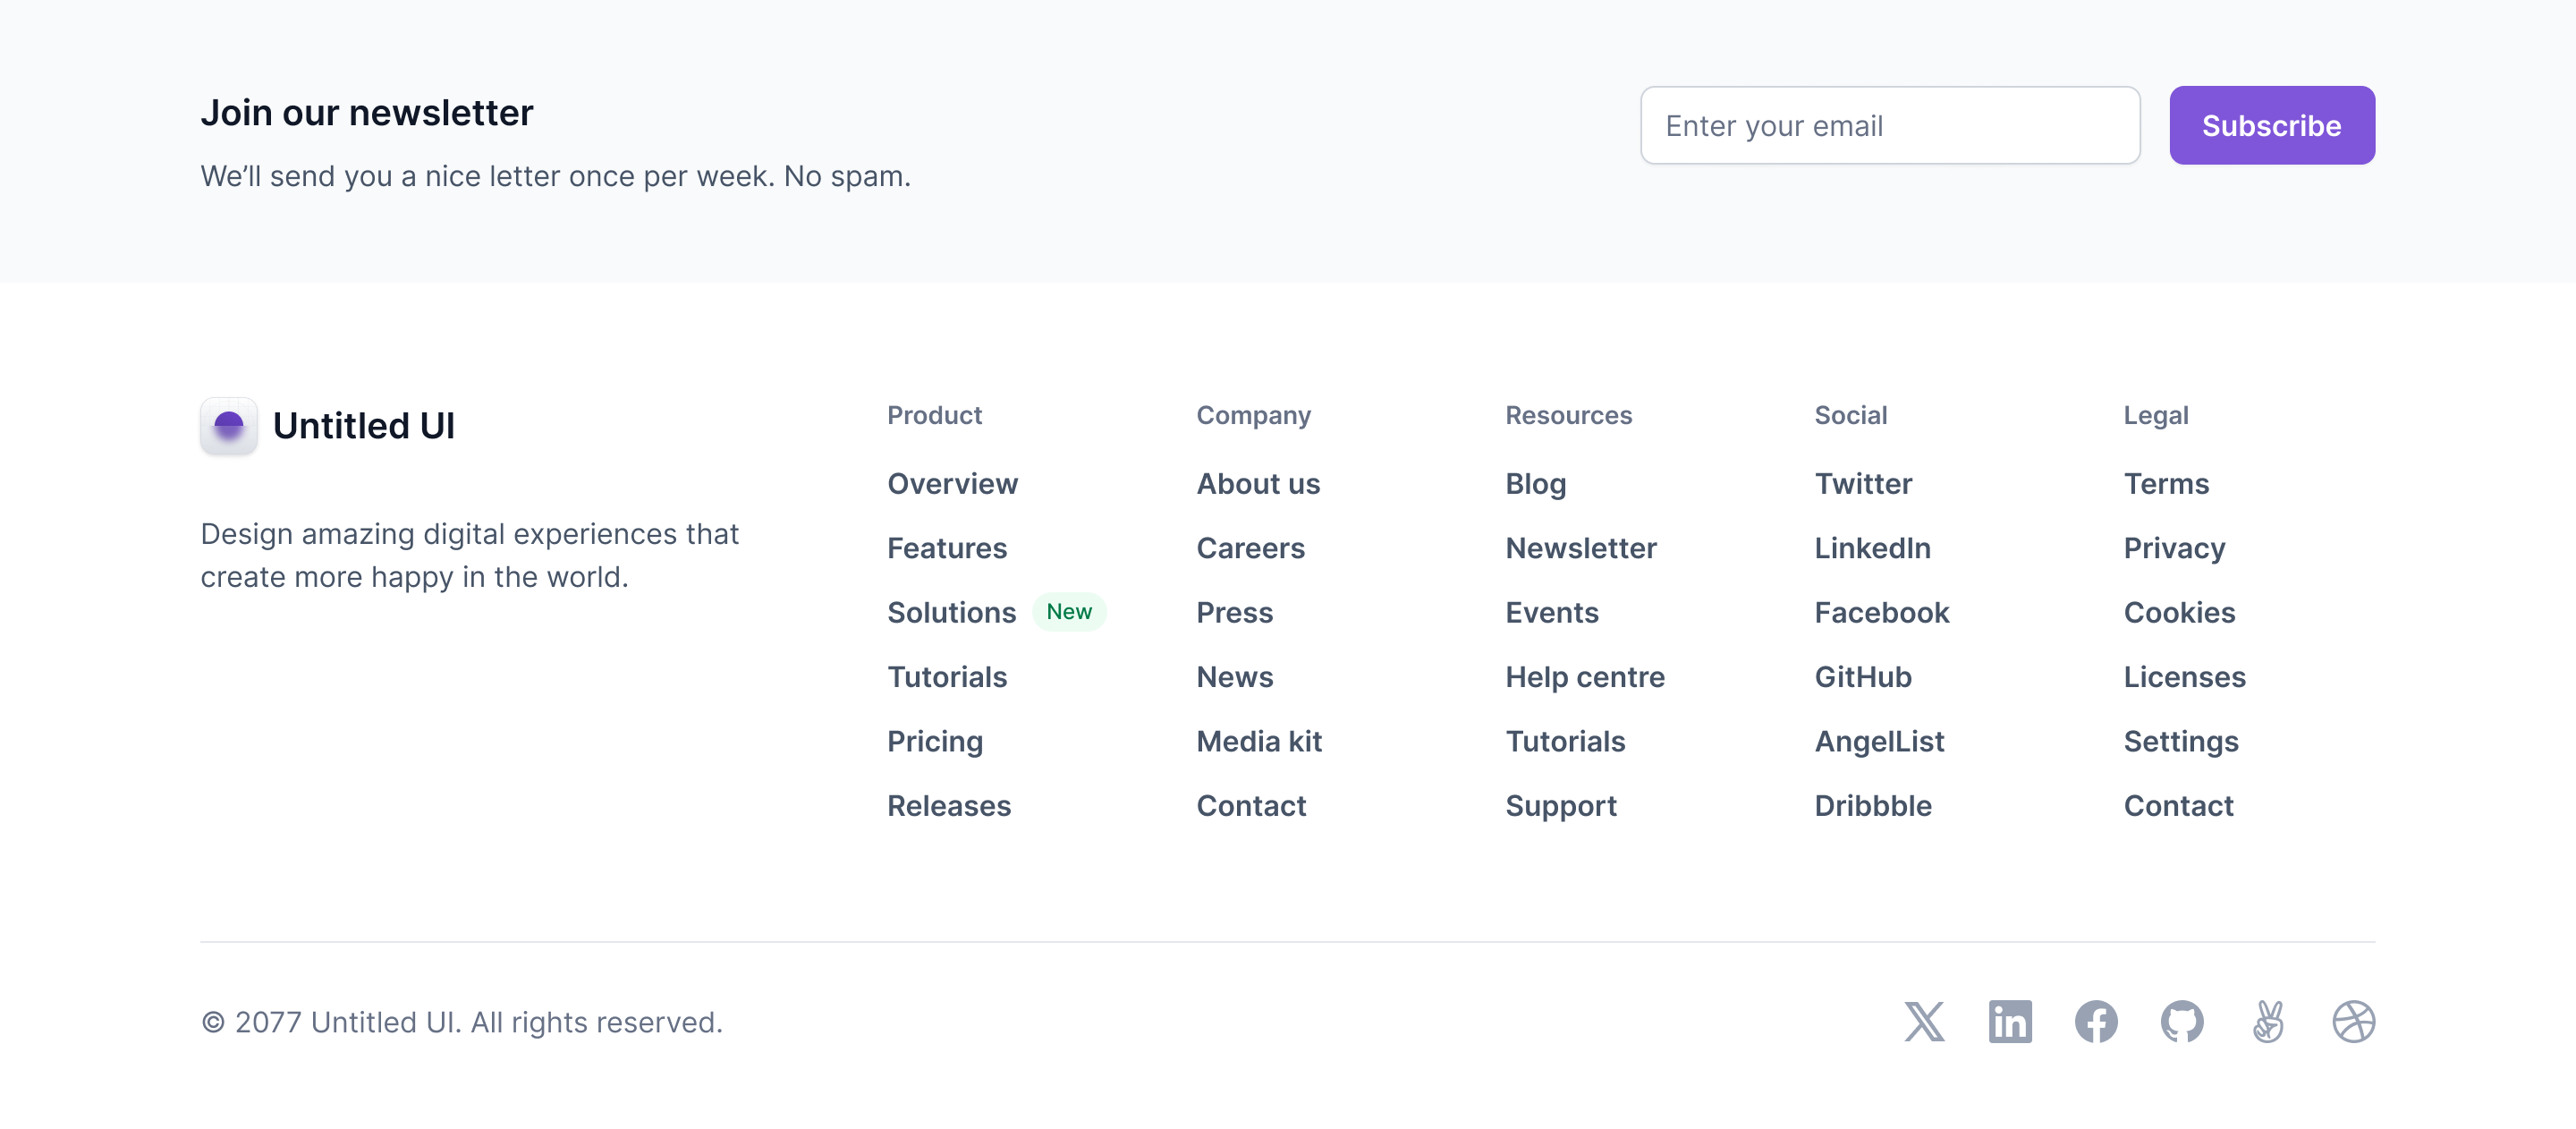 Join our newsletter
We’ll send you a nice letter once per week. No spam.
Enter your email
Subscribe
Untitled UI
Design amazing digital experiences that
create more happy in the world.
Product
Overview
Features
Solutions New
Tutorials
Pricing
Releases
Company
About us
Careers
Press
News
Media kit
Contact
Resources
Blog
Newsletter
Events
Help centre
Tutorials
Support
Social
Twitter
LinkedIn
Facebook
GitHub
AngelList
Dribbble
Legal
Terms
Privacy
Cookies
Licenses
Settings
Contact
© 2077 Untitled UI. All rights reserved.